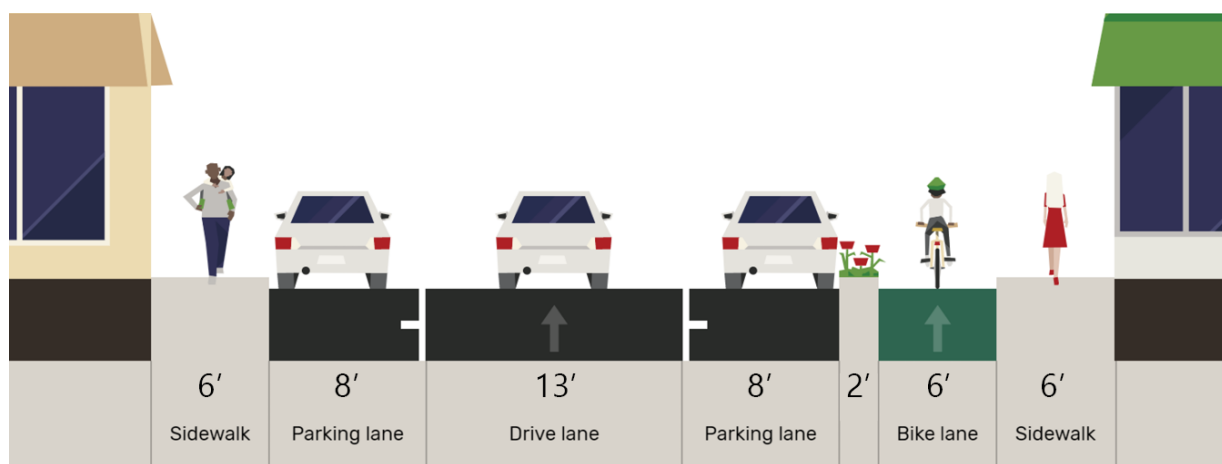 6′ 8′ 13′ 8′ 2′ 6′ 6′
Sidewalk Parking lane Drive lane Parking lane Bike lane Sidewalk